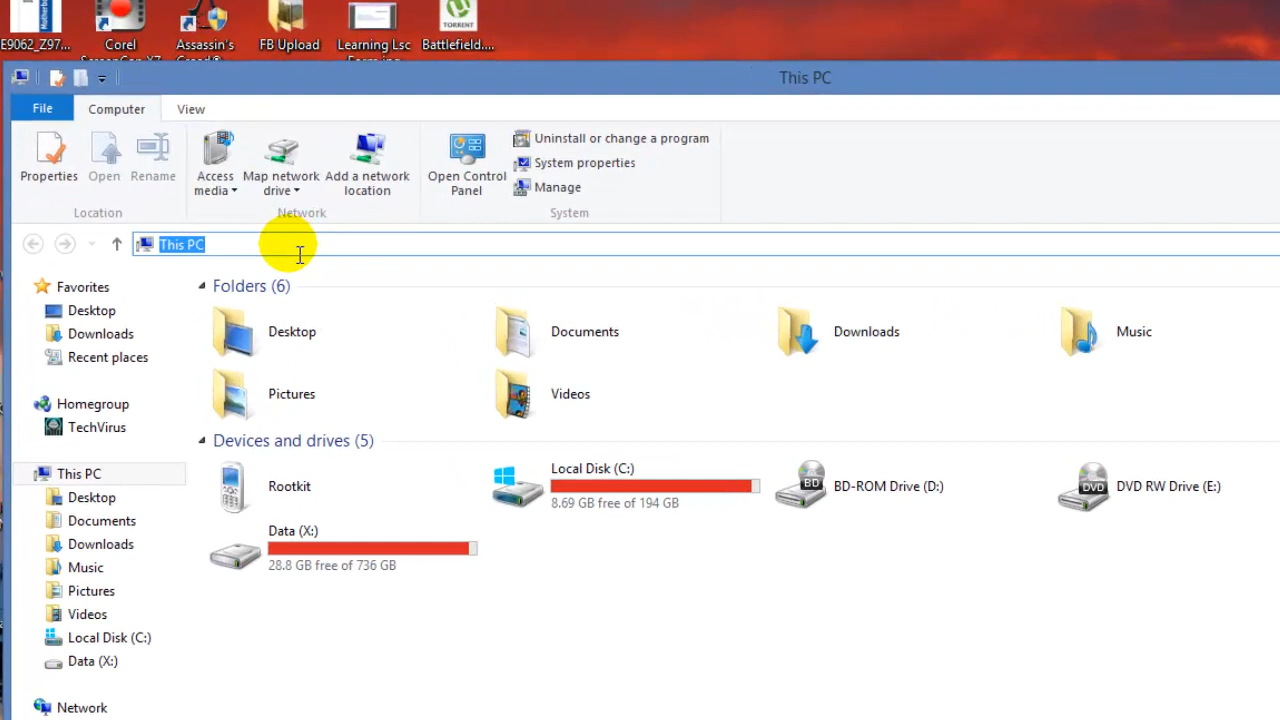 E9062_Z97...
Corel
Assassin's
FB Upload
Learning Lsc
TORRENT
Battlefield....
This PC
File
Computer
View
Properties
Open
Rename
Access media
Map network drive
Add a network location
Open Control Panel
Uninstall or change a program
System properties
Manage
Location
Network
System
This PC
Favorites
Desktop
Downloads
Recent places
Homegroup
TechVirus
This PC
Desktop
Documents
Downloads
Music
Pictures
Videos
Local Disk (C:)
Data (X:)
Network
Folders (6)
Desktop
Documents
Downloads
Music
Pictures
Videos
Devices and drives (5)
Rootkit
Local Disk (C:)
8.69 GB free of 194 GB
BD
BD-ROM Drive (D:)
DVD
DVD RW Drive (E:)
Data (X:)
28.8 GB free of 736 GB